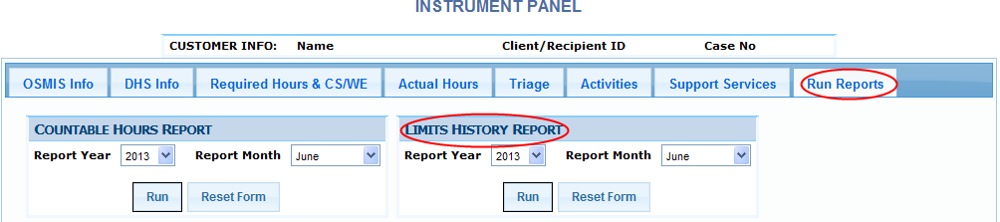 INSTRUMENT PANEL
CUSTOMER INFO: Name Client/Recipient ID Case No
OSMIS Info DHS Info Required Hours & CS/WE Actual Hours Triage Activities Support Services Run Reports
COUNTABLE HOURS REPORT LIMITS HISTORY REPORT
Report Year 2013 Report Month June Report Year 2013 Report Month June
Run Reset Form Run Reset Form